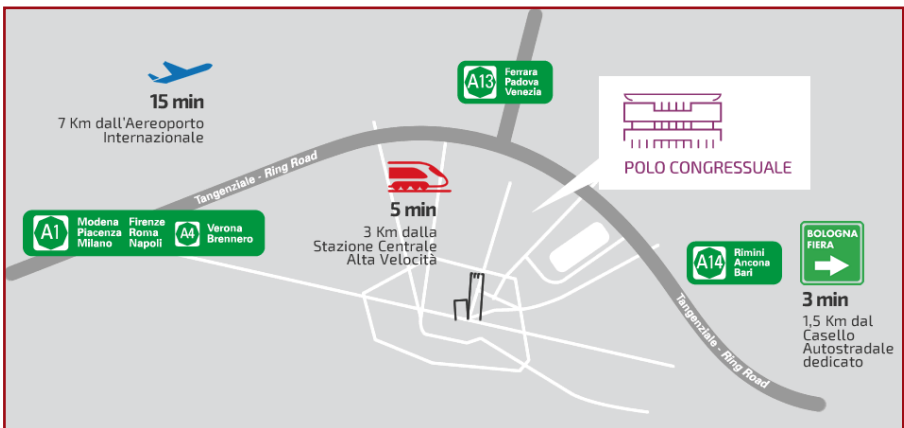 15 min
7 Km dall'Aereoporto
Internazionale
A13
Ferrara
Padova
Venezia
POLO CONGRESSUALE
Tangenziale - Ring Road
5 min
3 Km dalla
Stazione Centrale
Alta Velocità
A1
Modena Firenze
Piacenza Roma
Milano Napoli
A4
Verona
Brennero
A14
Rimini
Ancona
Bari
BOLOGNA
FIERA
3 min
1,5 Km dal
Casello
Autostradale
dedicato
Tangenziale - Ring Road